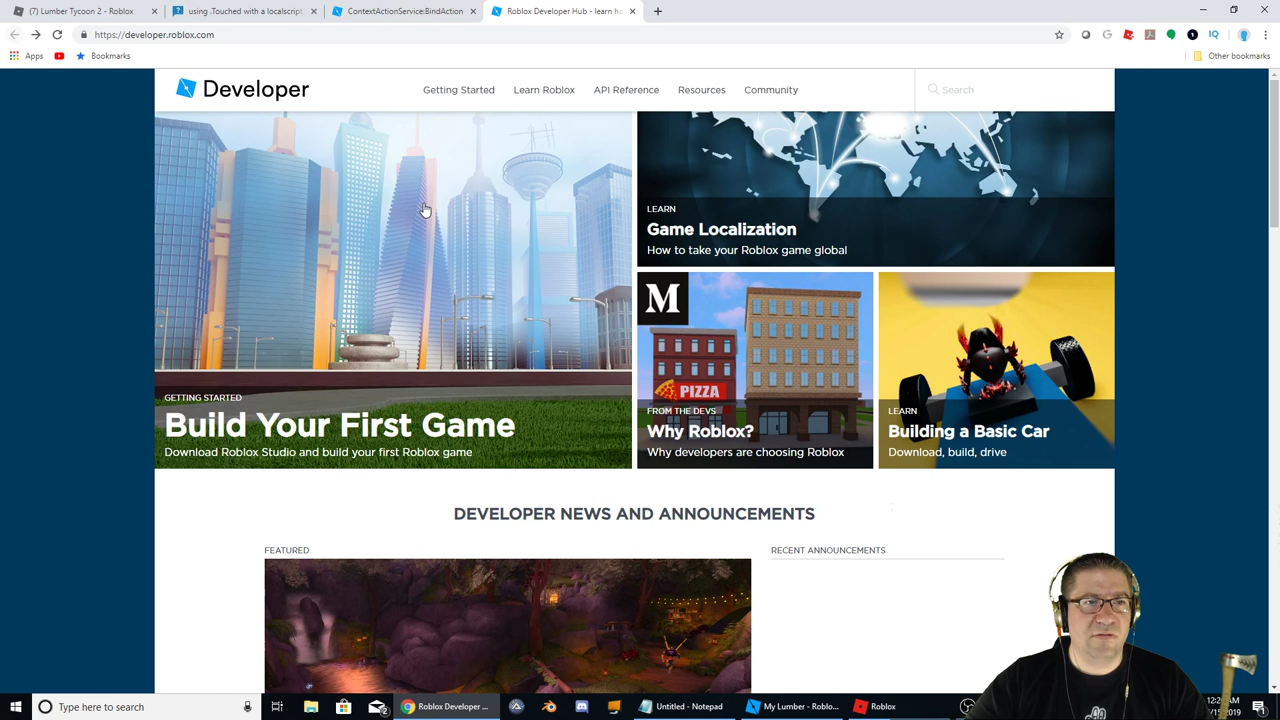 (7) Lumber Tycoon 2 - Roblox
using .Touched with a localscript
ContextActionService:BindAction
Roblox Developer Hub - learn ho
https://developer.roblox.com
IQ
Apps
Bookmarks
Other bookmarks
Developer
Getting Started
Learn Roblox
API Reference
Resources
Community
Search
LEARN
Game Localization
How to take your Roblox game global
GETTING STARTED
Build Your First Game
Download Roblox Studio and build your first Roblox game
M
PIZZA
FROM THE DEVS
Why Roblox?
Why developers are choosing Roblox
LEARN
Building a Basic Car
Download, build, drive
DEVELOPER NEWS AND ANNOUNCEMENTS
FEATURED
RECENT ANNOUNCEMENTS
Type here to search
2
Roblox Developer ...
Untitled - Notepad
My Lumber - Roblo...
Roblox